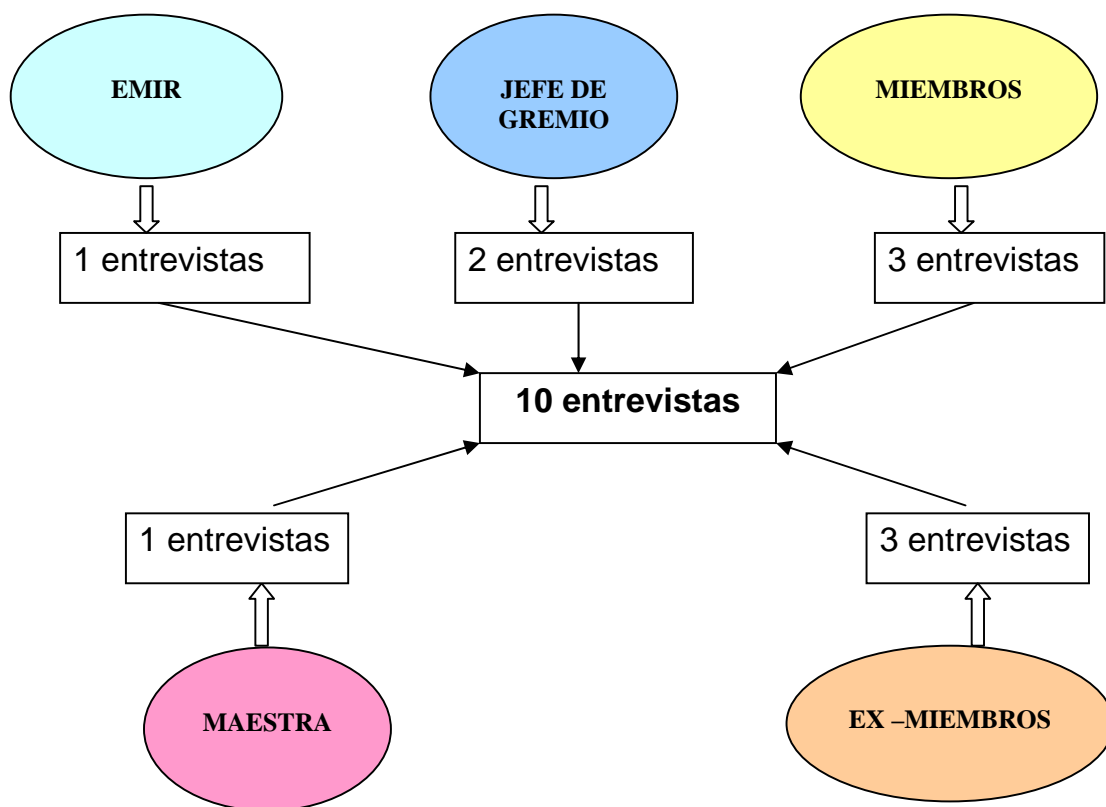 EMIR
JEFE DE
GREMIO
MIEMBROS
1 entrevistas
2 entrevistas
3 entrevistas
10 entrevistas
1 entrevistas
3 entrevistas
MAESTRA
EX –MIEMBROS